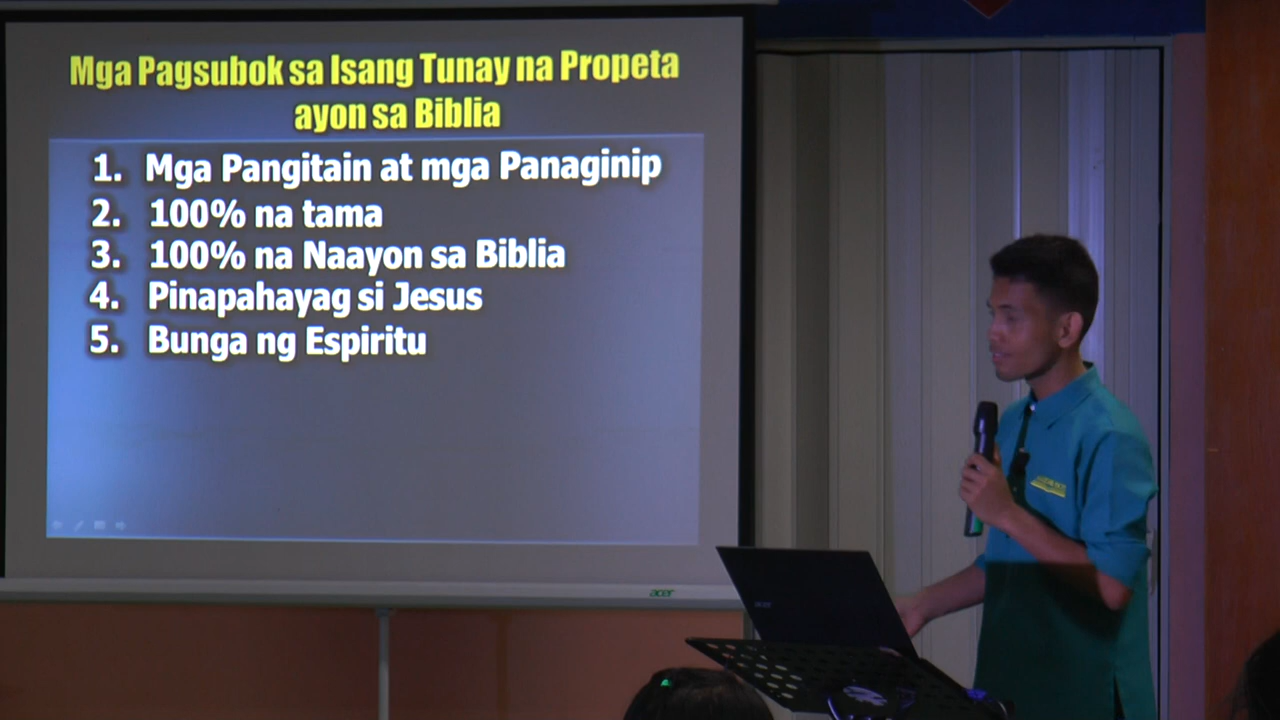 Mga Pagsubok sa Isang Tunay na Propeta
ayon sa Biblia
1. Mga Pangitain at mga Panaginip
2. 100% na tama
3. 100% na Naayon sa Biblia
4. Pinapahayag si Jesus
5. Bunga ng Espiritu
acer
acer